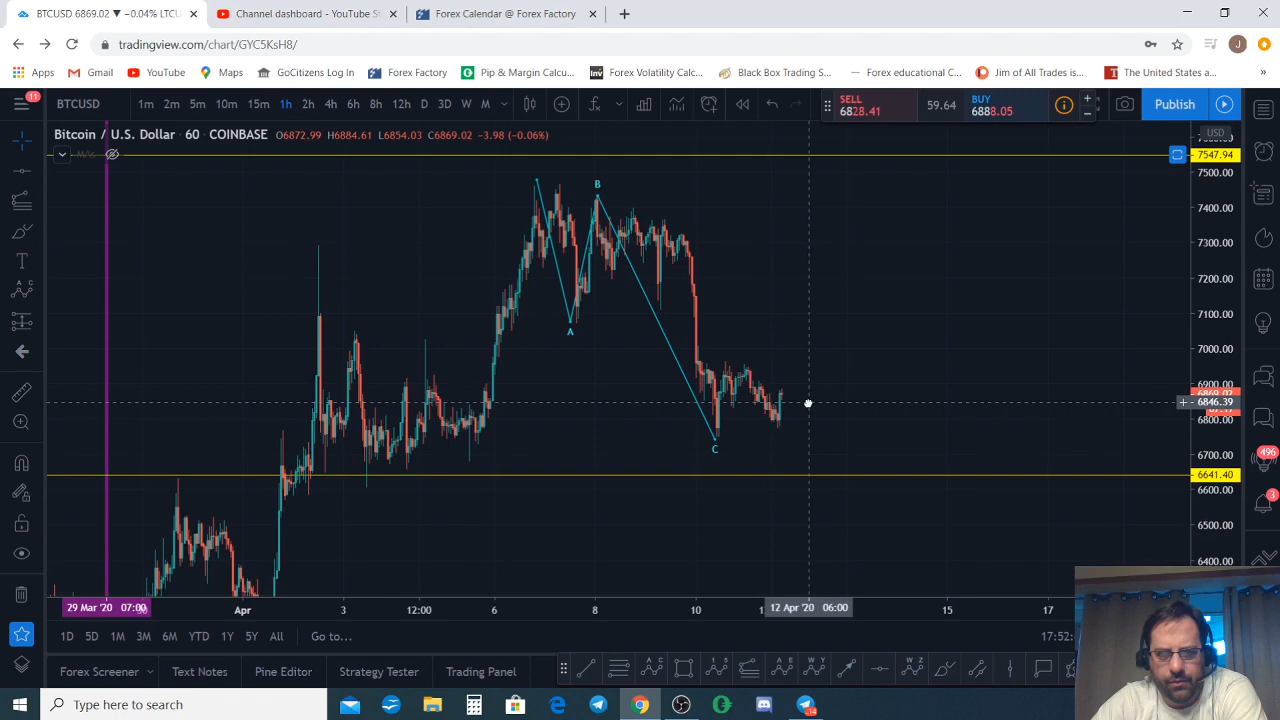 BTCUSD 6869.02 ▼ −0.04% LTCU
Channel dashboard - YouTube St
Forex Calendar @ Forex Factory
tradingview.com/chart/GYC5KsH8/
J
Apps
Gmail
YouTube
Maps
GoCitizens Log In
Forex Factory
Pip & Margin Calcu...
Forex Volatility Calc...
Black Box Trading S...
Forex educational C...
Jim of All Trades is...
The United States a...
11
BTCUSD
1m 2m 5m 10m 15m 1h 2h 4h 6h 8h 12h D 3D W M
SELL
6828.41
59.64
BUY
6888.05
Publish
Bitcoin / U.S. Dollar • 60 • COINBASE O6872.99 H6884.61 L6854.03 C6869.02 −3.98 (−0.06%)
MAs
USD
7547.94
7500.00
7400.00
7300.00
7200.00
7100.00
7000.00
6900.00
6846.39
6800.00
6700.00
6641.40
6600.00
6500.00
6400.00
B
A
C
496
3
29 Mar '20 07:00
Apr
3
12:00
6
8
10
12 Apr '20 06:00
15
17
1D 5D 1M 3M 6M YTD 1Y 5Y All Go to...
17:52:
Forex Screener
Text Notes
Pine Editor
Strategy Tester
Trading Panel
Type here to search